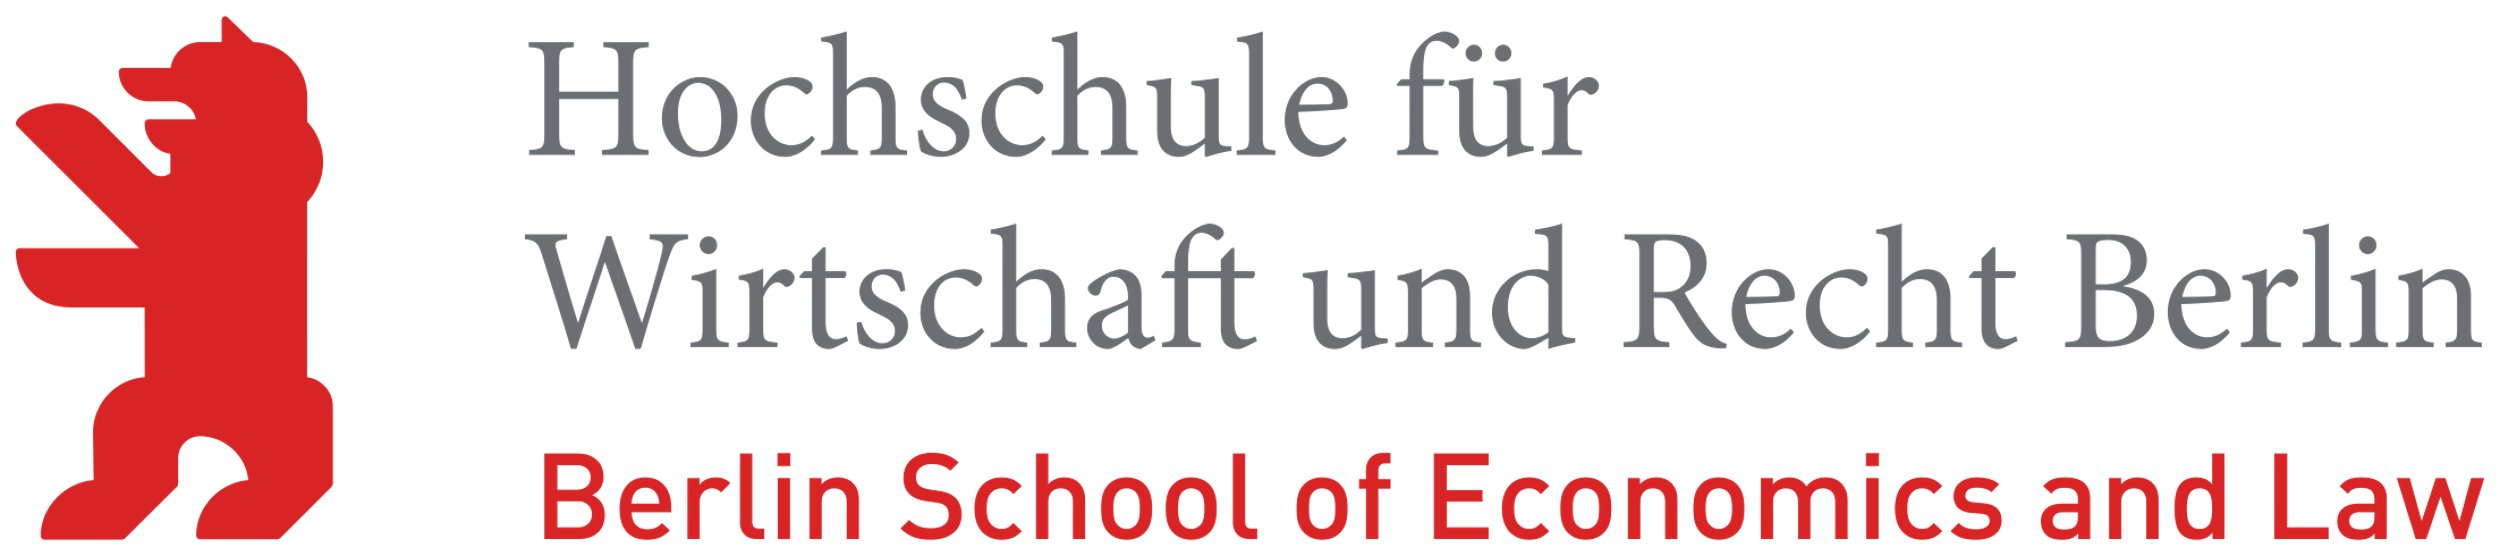 Hochschule für
Wirtschaft und Recht Berlin
Berlin School of Economics and Law